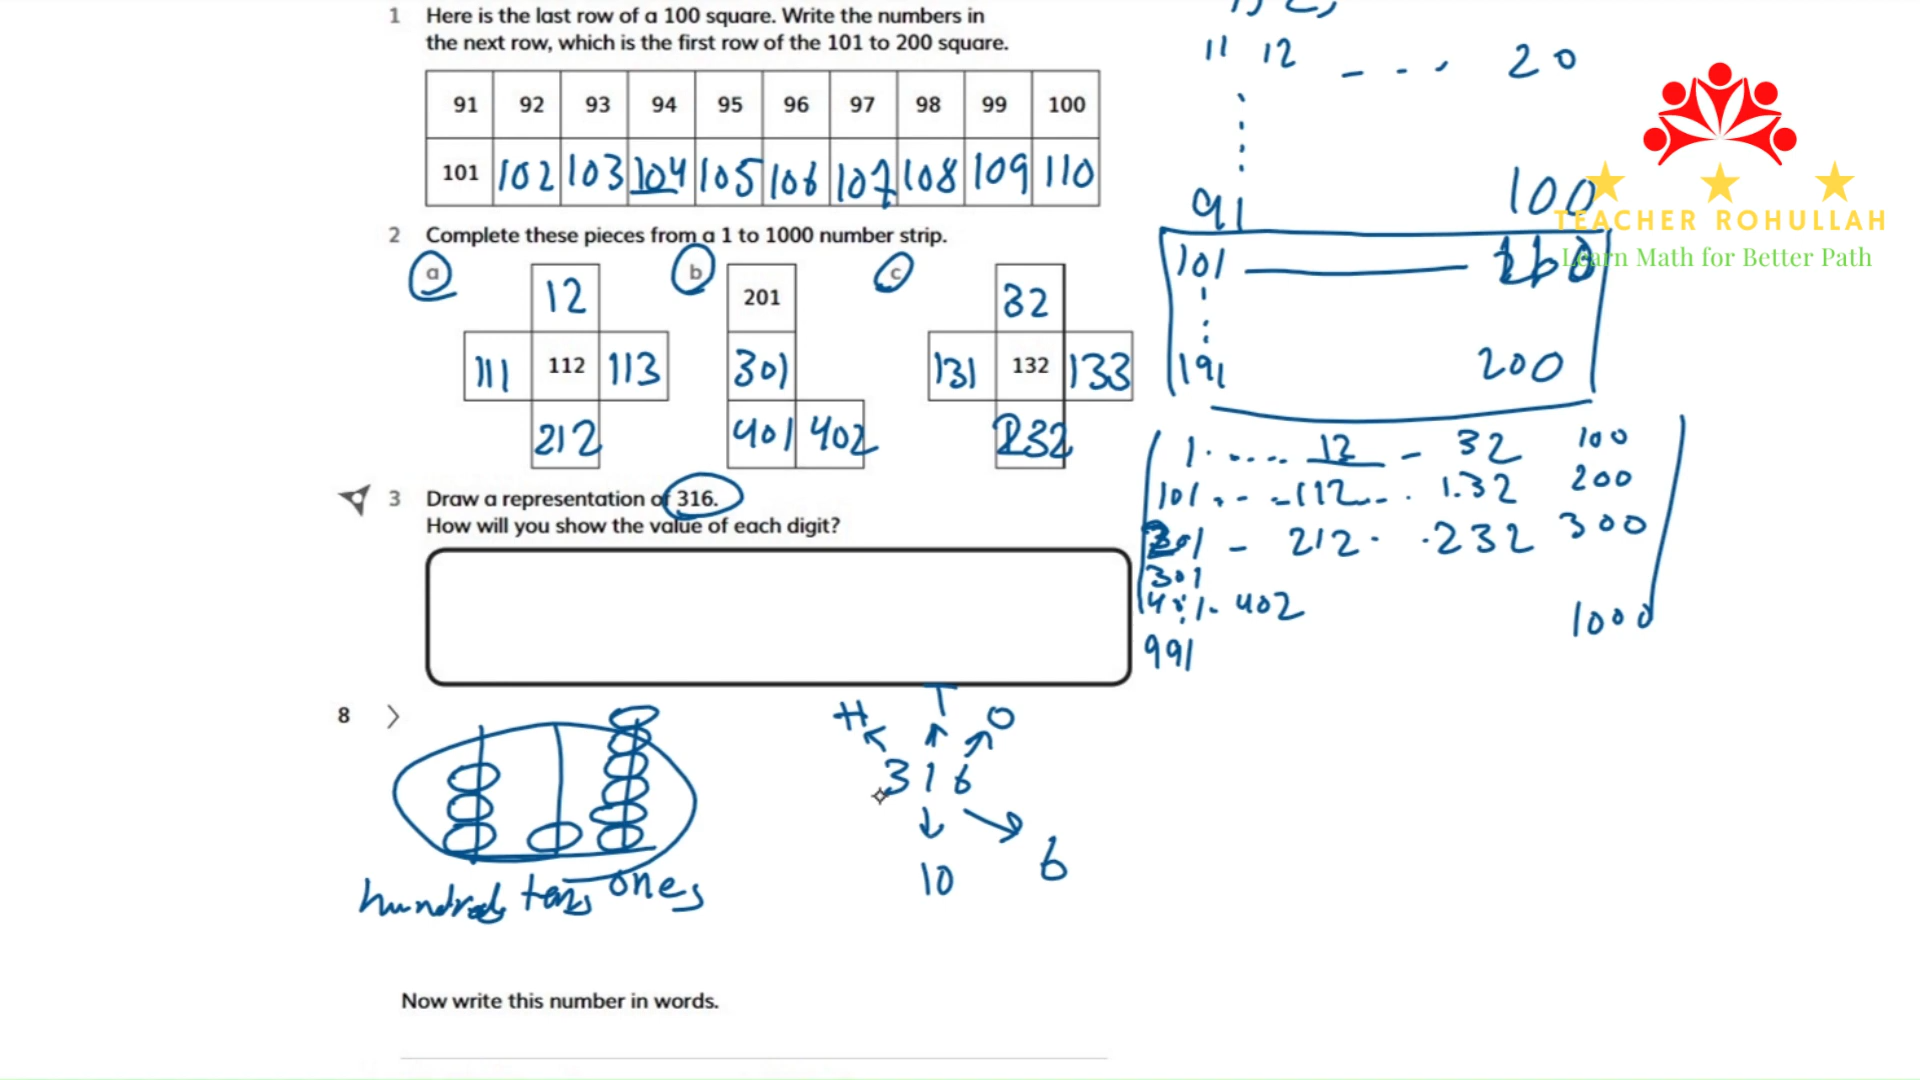 1 Here is the last row of a 100 square. Write the numbers in
the next row, which is the first row of the 101 to 200 square.
91 92 93 94 95 96 97 98 99 100
101 102 103 104 105 106 107 108 109 110
2 Complete these pieces from a 1 to 1000 number strip.
a b c
12 201 32
111 112 113 301 131 132 133
212 401 402 232
3 Draw a representation of 316.
How will you show the value of each digit?
8
H T O
3 1 6
10 6
hundreds tens ones
Now write this number in words.
11 12 - - - 20
91 100
101
191 200
1 . .... 12 - 32 100
101 . - - - 112 ... . 132 200
201 - 212 . . 232 300
301
401 - 402
991 1000
TEACHER ROHULLAH
Learn Math for Better Path